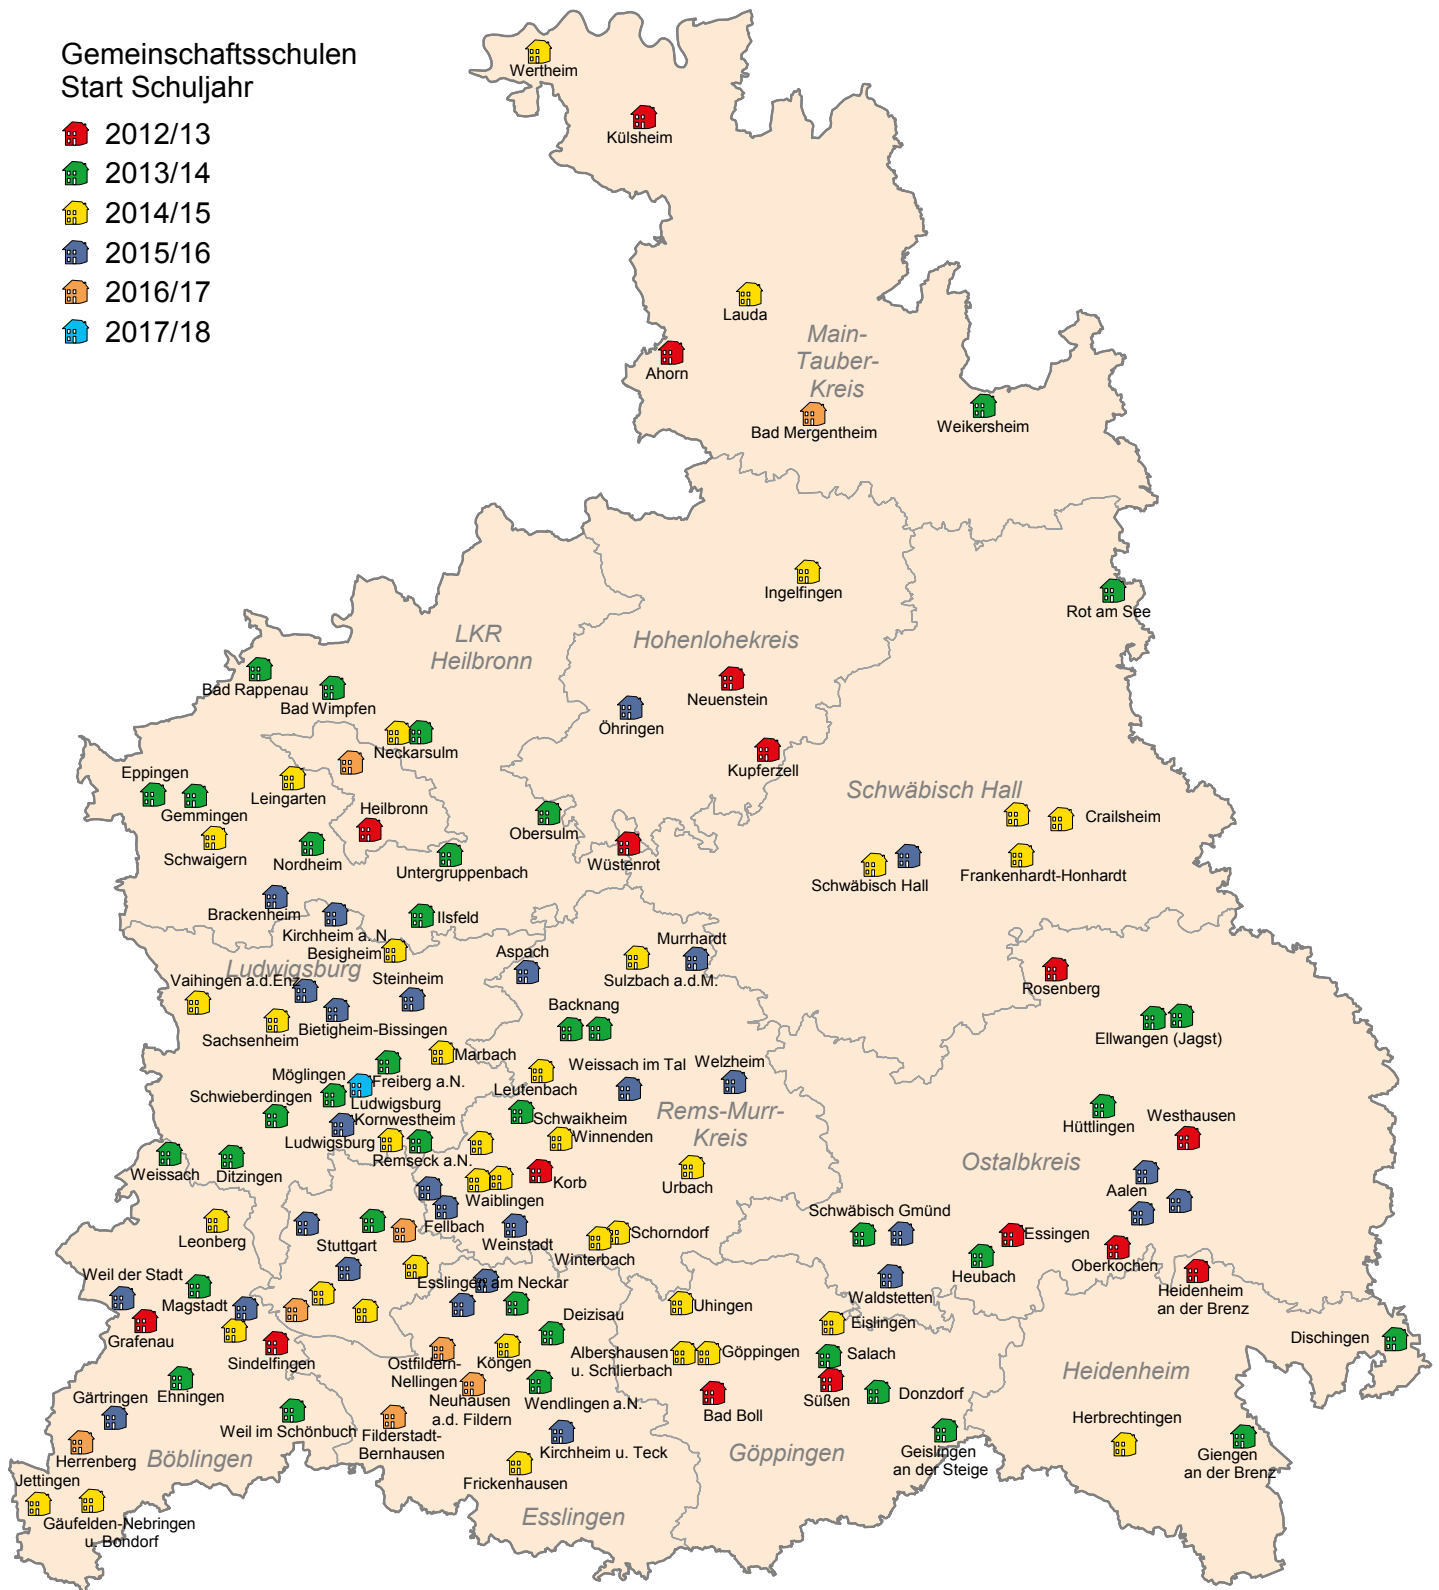 Gemeinschaftsschulen
Start Schuljahr
2012/13
2013/14
2014/15
2015/16
2016/17
2017/18
Wertheim
Külsheim
Lauda
Main-
Tauber-
Kreis
Ahorn
Bad Mergentheim
Weikersheim
Ingelfingen
Rot am See
LKR
Heilbronn
Hohenlohekreis
Bad Rappenau
Bad Wimpfen
Neuenstein
Öhringen
Neckarsulm
Kupferzell
Eppingen
Leingarten
Gemmingen
Schwäbisch Hall
Heilbronn
Obersulm
Crailsheim
Schwaigern
Nordheim
Untergruppenbach
Wüstenrot
Schwäbisch Hall
Frankenhardt-Honhardt
Brackenheim
Kirchheim a. N.
Ilsfeld
Besigheim
Ludwigsburg
Aspach
Murrhardt
Vaihingen a.d.Enz
Steinheim
Sulzbach a.d.M.
Rosenberg
Sachsenheim
Bietigheim-Bissingen
Backnang
Ellwangen (Jagst)
Marbach
Möglingen
Freiberg a.N.
Leutenbach
Weissach im Tal
Welzheim
Schwieberdingen
Ludwigsburg
Kornwestheim
Schwaikheim
Rems-Murr-
Kreis
Hüttlingen
Westhausen
Ludwigsburg
Winnenden
Remseck a.N.
Weissach
Ditzingen
Korb
Urbach
Ostalbkreis
Aalen
Waiblingen
Fellbach
Schwäbisch Gmünd
Leonberg
Stuttgart
Weinstadt
Schorndorf
Winterbach
Essingen
Heubach
Oberkochen
Weil der Stadt
Esslingen am Neckar
Waldstetten
Heidenheim
an der Brenz
Magstadt
Deizisau
Uhingen
Eislingen
Grafenau
Dischingen
Sindelfingen
Ostfildern-
Nellingen
Köngen
Albershausen
u. Schlierbach
Göppingen
Salach
Heidenheim
Ehningen
Gärtringen
Neuhausen
a.d. Fildern
Wendlingen a.N.
Bad Boll
Süßen
Donzdorf
Weil im Schönbuch
Filderstadt-
Bernhausen
Herbrechtingen
Herrenberg
Böblingen
Kirchheim u. Teck
Göppingen
Geislingen
an der Steige
Giengen
an der Brenz
Jettingen
Frickenhausen
Gäufelden-Nebringen
u. Bondorf
Esslingen